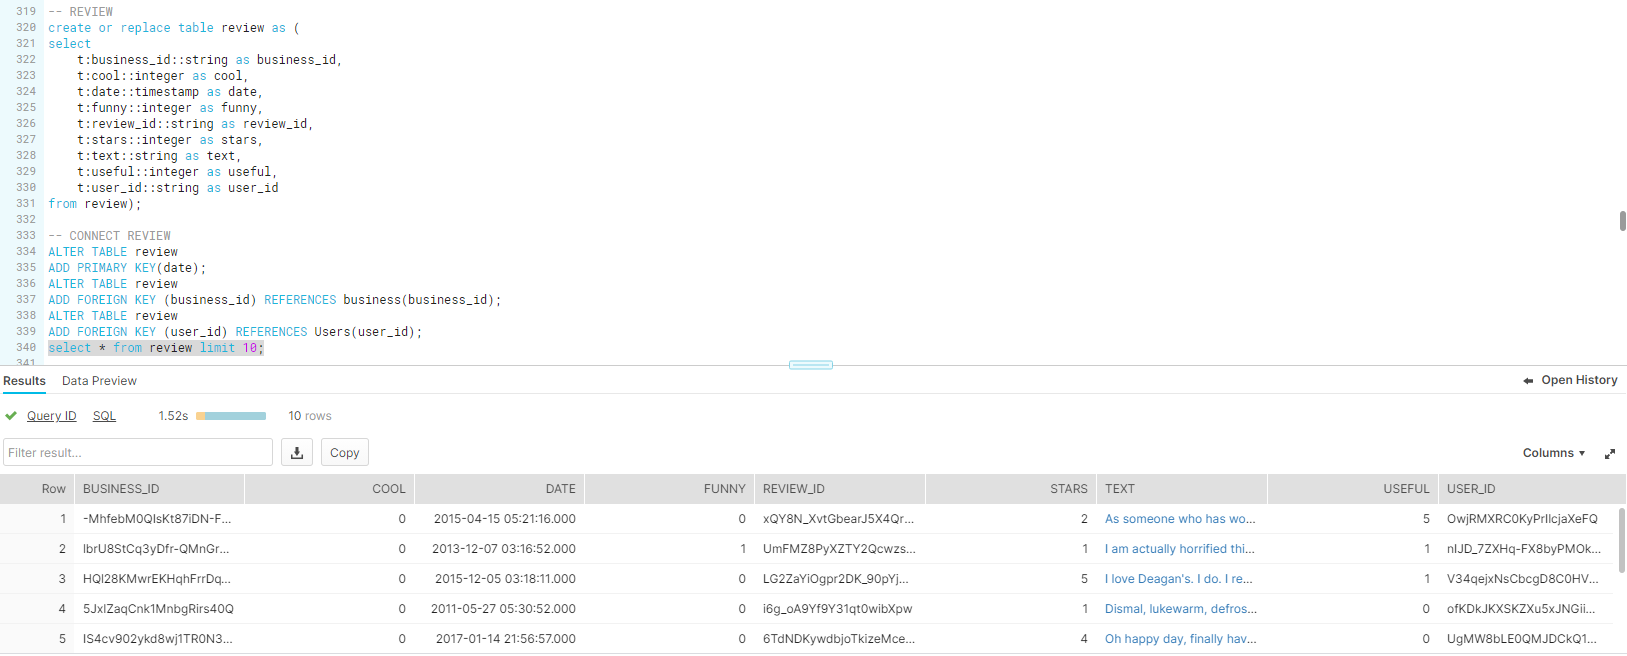 319 -- REVIEW
320 create or replace table review as (
321 select
322 t:business_id::string as business_id,
323 t:cool::integer as cool,
324 t:date::timestamp as date,
325 t:funny::integer as funny,
326 t:review_id::string as review_id,
327 t:stars::integer as stars,
328 t:text::string as text,
329 t:useful::integer as useful,
330 t:user_id::string as user_id
331 from review);
332
333 -- CONNECT REVIEW
334 ALTER TABLE review
335 ADD PRIMARY KEY(date);
336 ALTER TABLE review
337 ADD FOREIGN KEY (business_id) REFERENCES business(business_id);
338 ALTER TABLE review
339 ADD FOREIGN KEY (user_id) REFERENCES Users(user_id);
340 select * from review limit 10;
341
Results Data Preview Open History
Query ID SQL 1.52s 10 rows
Filter result... Copy Columns
Row BUSINESS_ID COOL DATE FUNNY REVIEW_ID STARS TEXT USEFUL USER_ID
1 -MhfebM0QIsKt87iDN-F... 0 2015-04-15 05:21:16.000 0 xQY8N_XvtGbearJ5X4Qr... 2 As someone who has wo... 5 OwjRMXRC0KyPrIlcjaXeFQ
2 lbrU8StCq3yDfr-QMnGr... 0 2013-12-07 03:16:52.000 1 UmFMZ8PyXZTY2Qcwzs... 1 I am actually horrified thi... 1 nIJD_7ZXHq-FX8byPMOk...
3 HQl28KMwrEKHqhFrrDq... 0 2015-12-05 03:18:11.000 0 LG2ZaYiOgpr2DK_90pYj... 5 I love Deagan's. I do. I re... 1 V34qejxNsCbcgD8C0HV...
4 5JxlZaqCnk1MnbgRirs40Q 0 2011-05-27 05:30:52.000 0 i6g_oA9Yf9Y31qt0wibXpw 1 Dismal, lukewarm, defros... 0 ofKDkJKXSKZXu5xJNGii...
5 IS4cv902ykd8wj1TR0N3... 0 2017-01-14 21:56:57.000 0 6TdNDKywdbjoTkizeMce... 4 Oh happy day, finally hav... 0 UgMW8bLE0QMJDCkQ1...